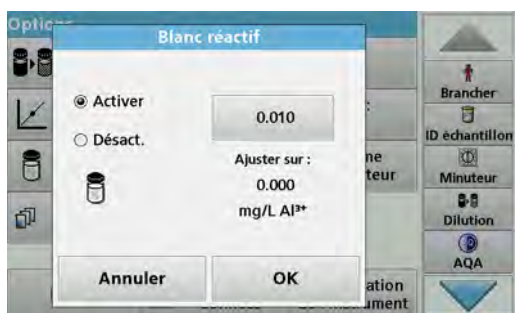 Optio
Blanc réactif
Activer
Désact.
0.010
Ajuster sur :
0.000
mg/L Al³⁺
Annuler
OK
:
ne
teur
ation
ument
Brancher
ID échantillon
Minuteur
Dilution
AQA